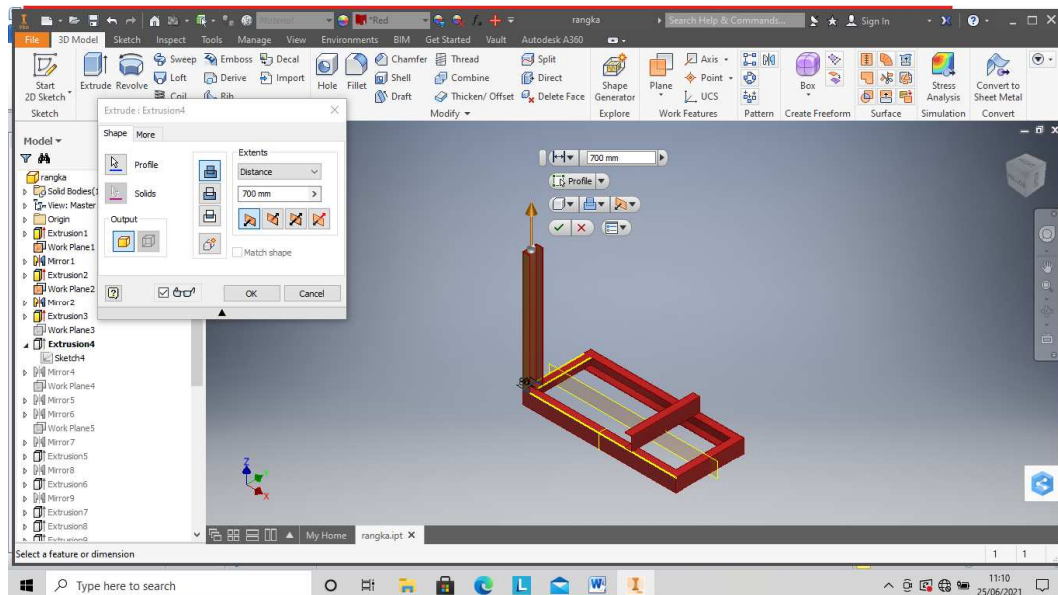 Material
*Red
rangka
Search Help & Commands...
Sign In
File 3D Model Sketch Inspect Tools Manage View Environments BIM Get Started Vault Autodesk A360
Start
2D Sketch
Extrude Revolve
Sweep Emboss Decal
Loft Derive Import
Coil Rib
Hole Fillet
Chamfer Thread Split
Shell Combine Direct
Draft Thicken/ Offset Delete Face
Shape
Generator
Plane
Axis
Point
UCS
Box
Stress
Analysis
Convert to
Sheet Metal
Sketch Modify Explore Work Features Pattern Create Freeform Surface Simulation Convert
Extrude : Extrusion4
Shape More
Profile
Solids
Output
Extents
Distance
700 mm
Match shape
OK Cancel
Model
rangka
Solid Bodies(1
View: Master
Origin
Extrusion1
Work Plane1
Mirror1
Extrusion2
Work Plane2
Mirror2
Extrusion3
Work Plane3
Extrusion4
Sketch4
Mirror4
Work Plane4
Mirror5
Mirror6
Work Plane5
Mirror7
Extrusion5
Mirror8
Extrusion6
Mirror9
Extrusion7
Extrusion8
Extrusion9
700 mm
Profile
Z
X
My Home rangka.ipt
Select a feature or dimension
1 1
Type here to search
11:10
25/06/2021